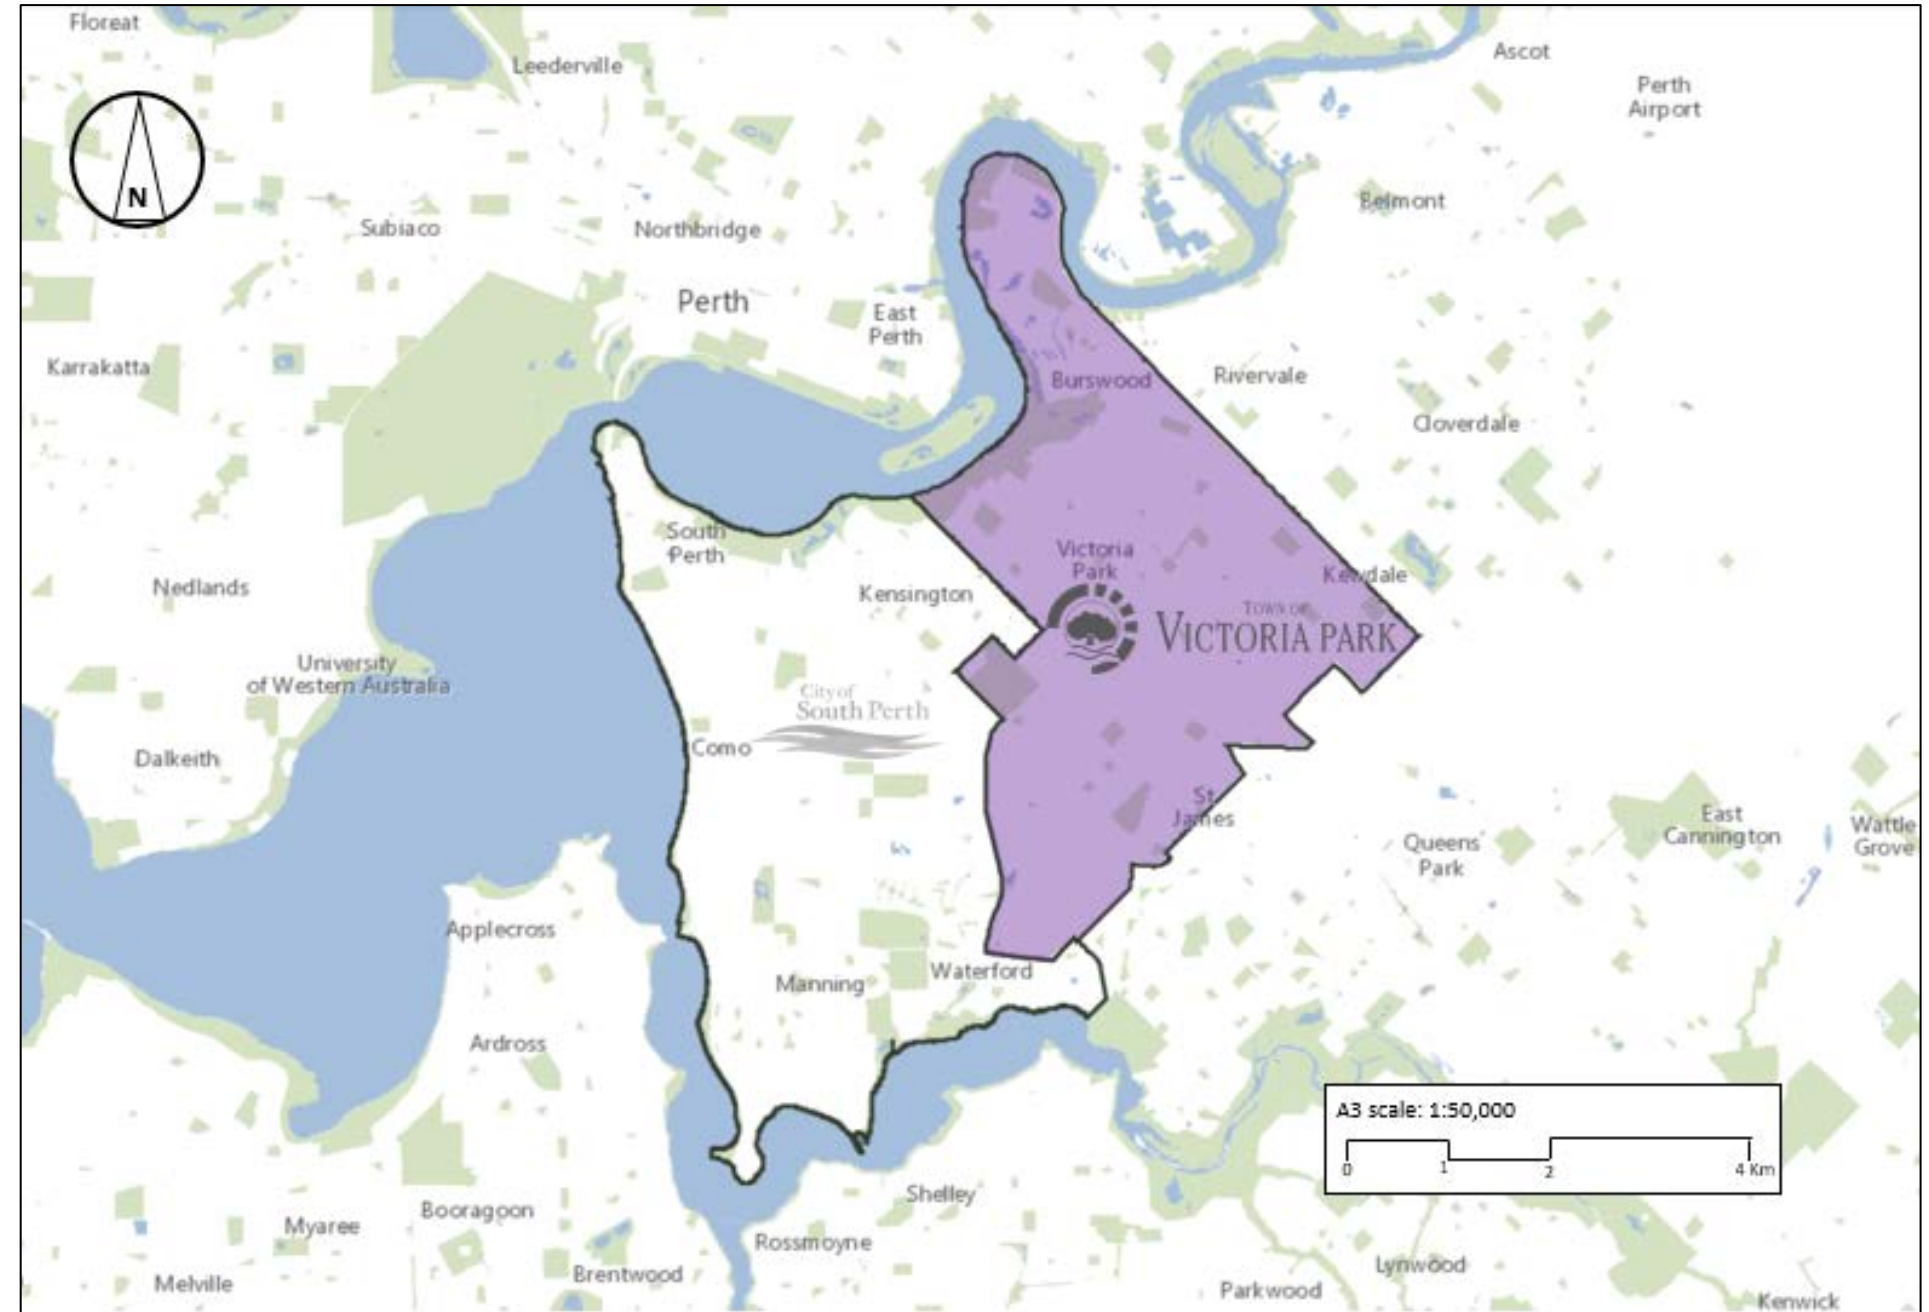 Floreat
Leederville
Ascot
Perth
Airport
N
Subiaco
Northbridge
Belmont
Perth
East
Perth
Karrakatta
Burswood
Rivervale
Cloverdale
South
Perth
Victoria
Park
Kewdale
Nedlands
Kensington
TOWN OF
VICTORIA PARK
University
of Western Australia
City of
South Perth
Como
Dalkeith
St
James
East
Cannington
Wattle
Grove
Queens
Park
Applecross
Manning
Waterford
Ardross
A3 scale: 1:50,000
0 1 2 4 Km
Shelley
Booragoon
Myaree
Rossmoyne
Brentwood
Melville
Lynwood
Parkwood
Kenwick